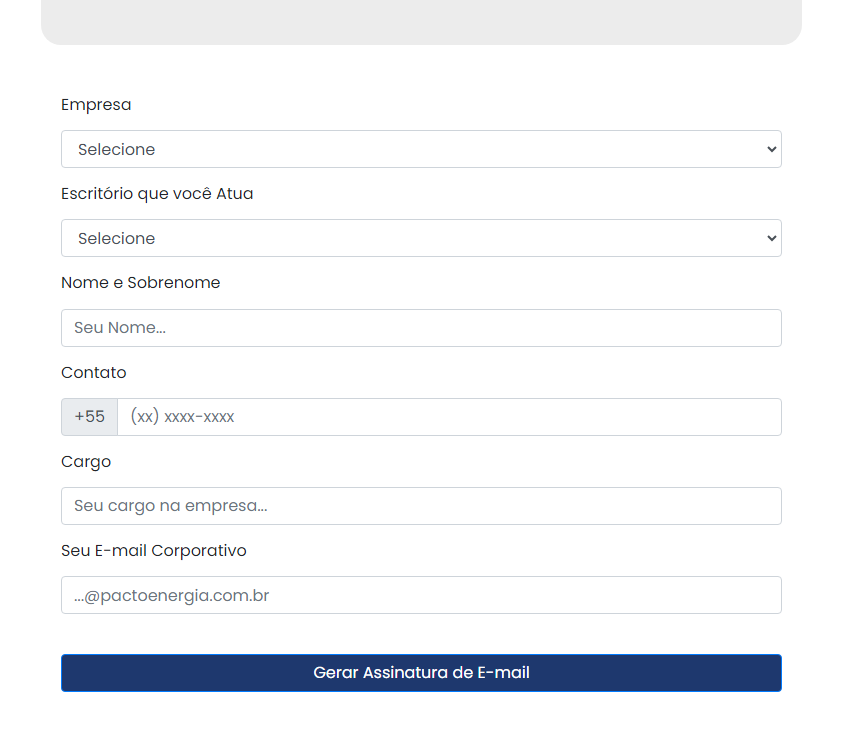 Empresa
Selecione
Escritório que você Atua
Selecione
Nome e Sobrenome
Seu Nome...
Contato
+55 (xx) xxxx-xxxx
Cargo
Seu cargo na empresa...
Seu E-mail Corporativo
...@pactoenergia.com.br
Gerar Assinatura de E-mail